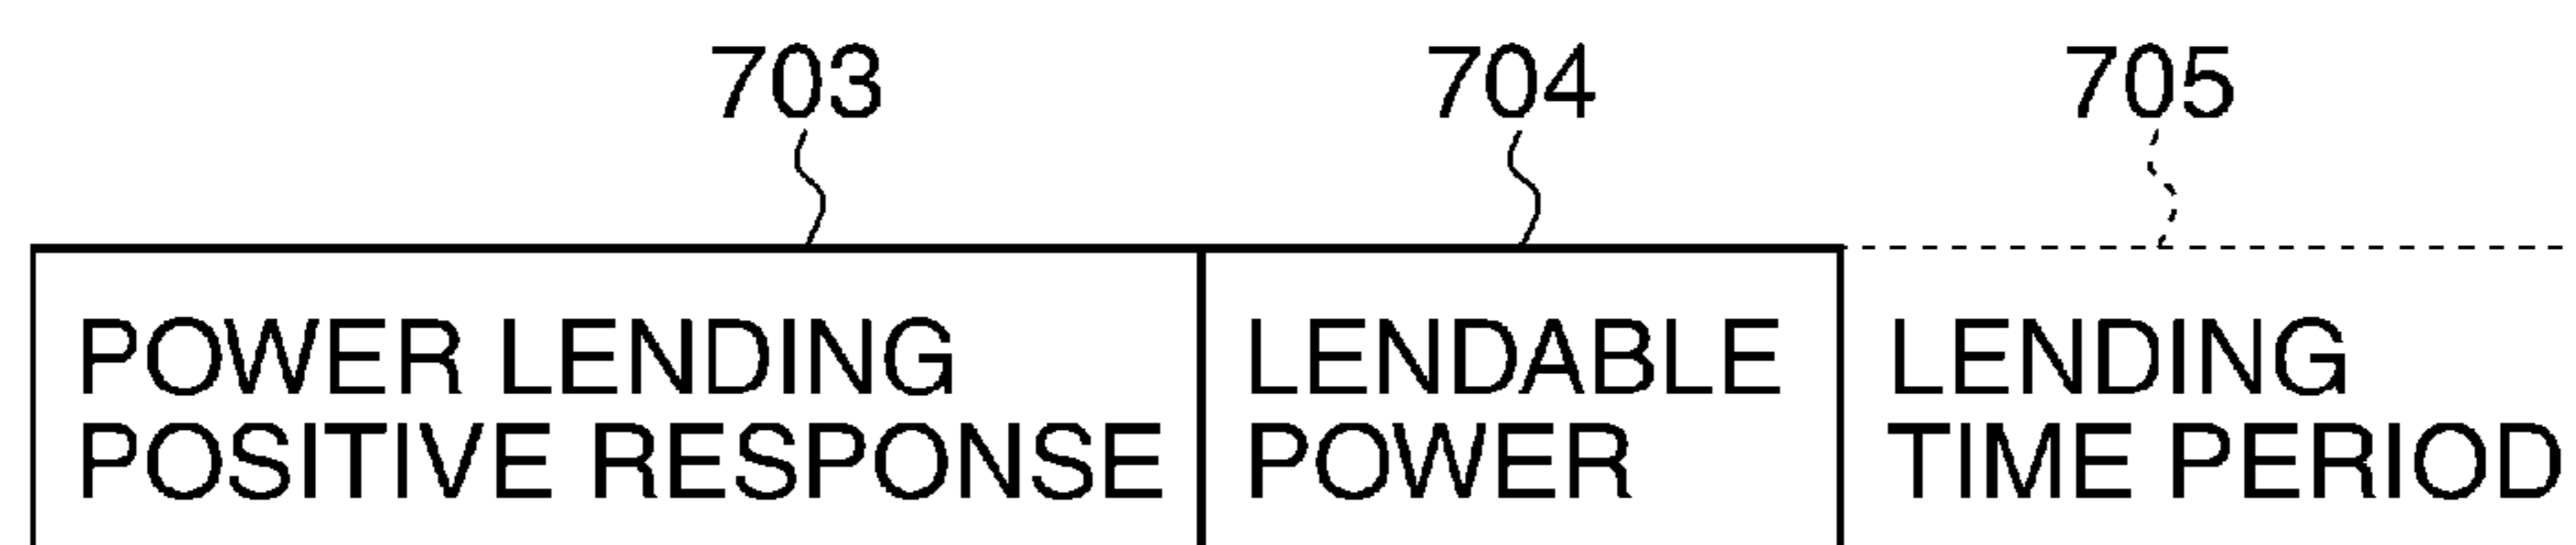 703 704 705
POWER LENDING LENDABLE LENDING
POSITIVE RESPONSE POWER TIME PERIOD